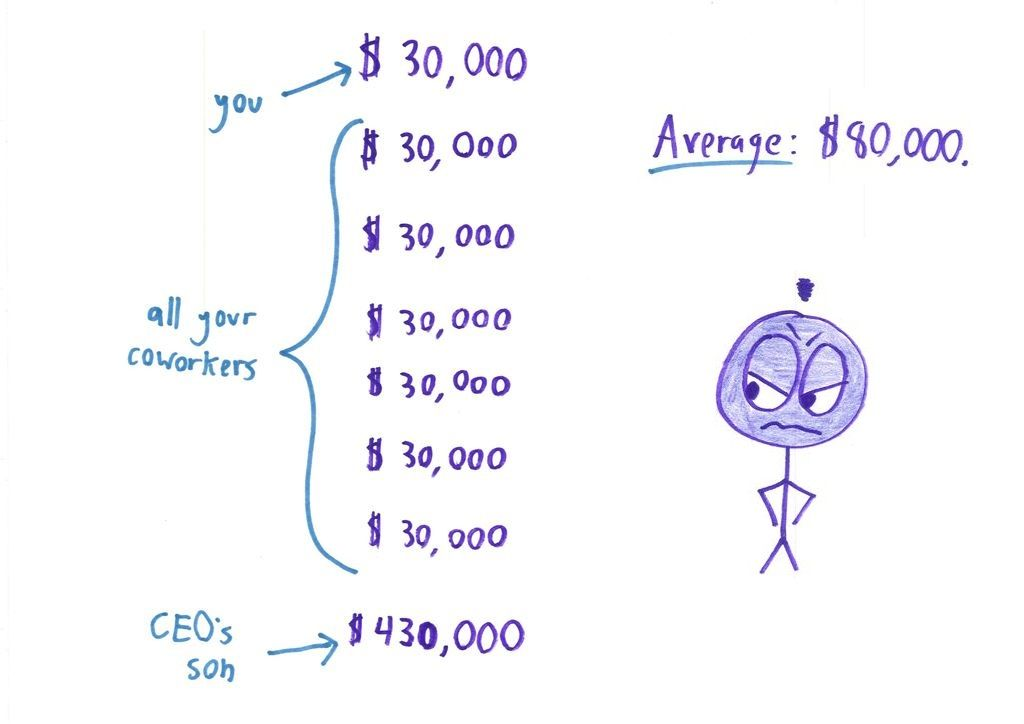 you
$ 30,000
Average: $80,000.
all your
coworkers
$ 30,000
$ 30,000
$ 30,000
$ 30,000
$ 30,000
$ 30,000
CEO's
son
$430,000